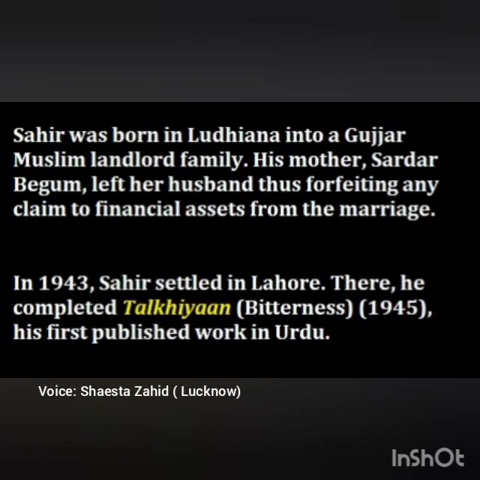 Sahir was born in Ludhiana into a Gujjar
Muslim landlord family. His mother, Sardar
Begum, left her husband thus forfeiting any
claim to financial assets from the marriage.
In 1943, Sahir settled in Lahore. There, he
completed Talkhiyaan (Bitterness) (1945),
his first published work in Urdu.
Voice: Shaesta Zahid ( Lucknow)
InShOt